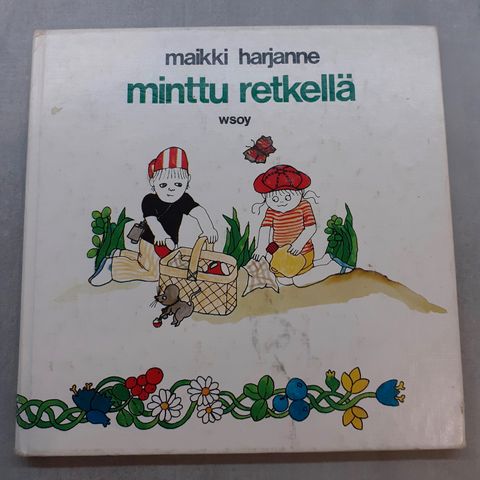 maikki harjanne
minttu retkellä
wsoy